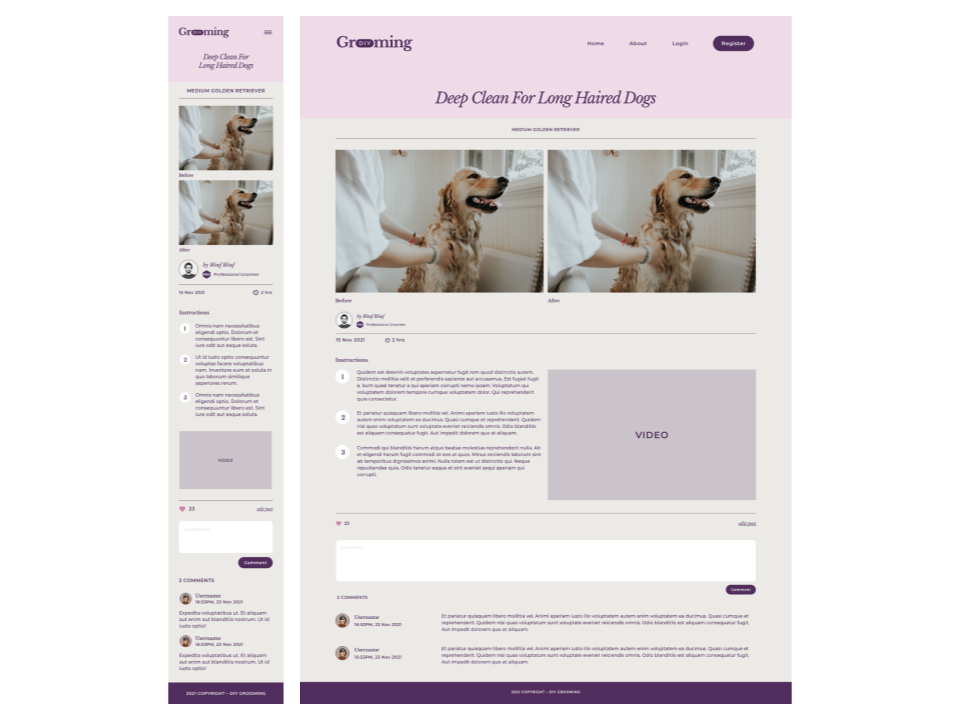 Grooming
DIY
Deep Clean For
Long Haired Dogs
MEDIUM GOLDEN RETRIEVER
Before
After
by Woof Woof
Professional Groomer
15 Nov 2021
2 hrs
Instructions
1
Omnis nam necessitatibus
eligendi optio. Dolorum et
consequuntur libero est. Sint
iure odit aut eaque soluta.
2
Ut id iusto optio consequuntur
voluptas facere voluptatibus
nam. Inventore eum et soluta in
quo laborum similique
asperiores rerum.
3
Omnis nam necessitatibus
eligendi optio. Dolorum et
consequuntur libero est. Sint
iure odit aut eaque soluta.
VIDEO
23
edit post
Comment
2 COMMENTS
Username
16:53PM, 23 Nov 2021
Expedita voluptatibus ut. Et aliquam
aut enim aut blanditiis nostrum. Ut id
iusto optio!
Username
16:53PM, 23 Nov 2021
Expedita voluptatibus ut. Et aliquam
aut enim aut blanditiis nostrum. Ut id
iusto optio!
2021 COPYRIGHT - DIY GROOMING
Grooming
DIY
Home
About
Login
Register
Deep Clean For Long Haired Dogs
MEDIUM GOLDEN RETRIEVER
Before
After
by Woof Woof
Professional Groomer
15 Nov 2021
2 hrs
Instructions
1
Quidem est deleniti voluptates aspernatur fugit rem quod distinctio autem.
Distinctio mollitia velit et perferendis sapiente aut accusamus. Est fugiat fugit
a. Sunt quasi tenetur a qui aperiam corrupti nemo ipsam. Voluptatum qui
voluptatem dolorem tempore cumque voluptatem dolor. Qui reprehenderit
quia consectetur.
2
Et pariatur quisquam libero mollitia vel. Animi aperiam iusto illo voluptatem
autem enim voluptatem ea ducimus. Quasi cumque et reprehenderit. Quidem
nisi quas voluptatum sunt voluptate eveniet reiciendis omnis. Odio blanditiis
est aliquam consequatur fugit. Aut impedit dolorem quo at aliquam.
3
Commodi qui blanditiis harum atque beatae molestias reprehenderit nulla. Ab
et eligendi harum fugit commodi at eos ut quos. Minus reiciendis laborum sint
ab temporibus dignissimos animi. Nulla totam est ut distinctio qui. Neque
repudiandae quia. Odio tenetur eaque et sint eveniet sequi aperiam qui
corrupti.
VIDEO
23
edit post
Comment
2 COMMENTS
Username
16:53PM, 23 Nov 2021
Et pariatur quisquam libero mollitia vel. Animi aperiam iusto illo voluptatem autem enim voluptatem ea ducimus. Quasi cumque et
reprehenderit. Quidem nisi quas voluptatum sunt voluptate eveniet reiciendis omnis. Odio blanditiis est aliquam consequatur fugit.
Aut impedit dolorem quo at aliquam.
Username
16:53PM, 23 Nov 2021
Et pariatur quisquam libero mollitia vel. Animi aperiam iusto illo voluptatem autem enim voluptatem ea ducimus. Quasi cumque et
reprehenderit. Quidem nisi quas voluptatum sunt voluptate eveniet reiciendis omnis. Odio blanditiis est aliquam consequatur fugit.
Aut impedit dolorem quo at aliquam.
2021 COPYRIGHT - DIY GROOMING